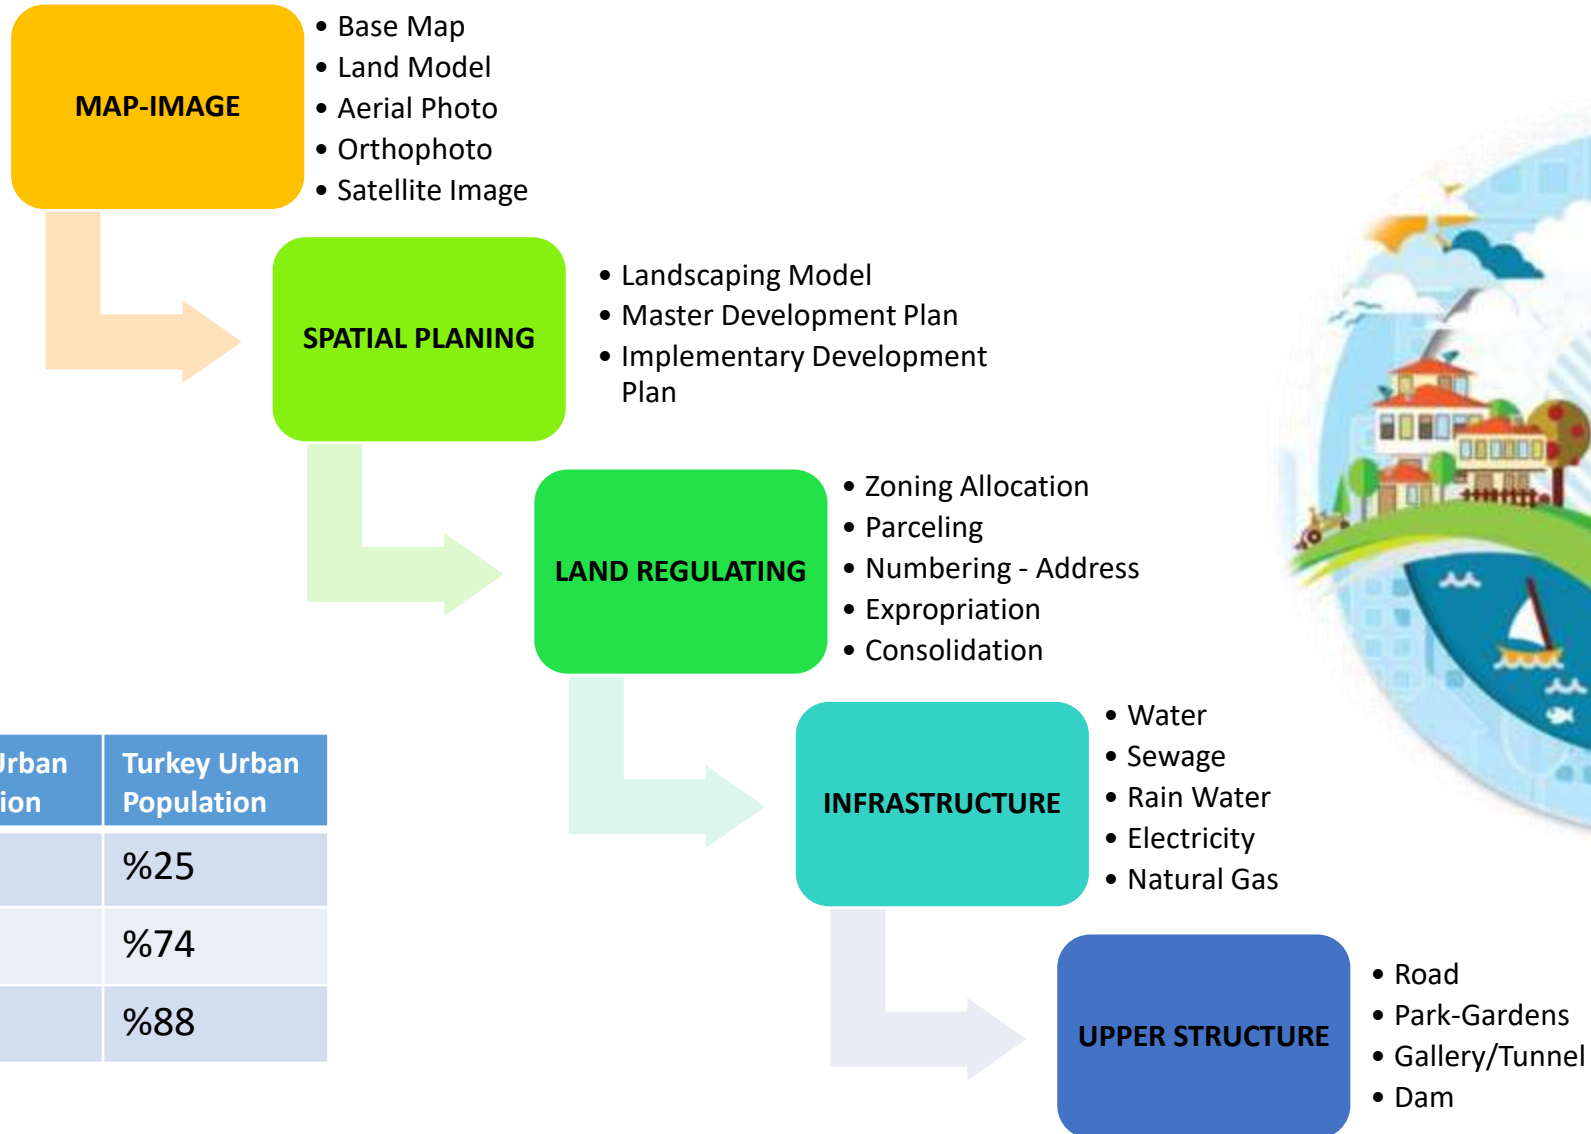 MAP-IMAGE
• Base Map
• Land Model
• Aerial Photo
• Orthophoto
• Satellite Image
SPATIAL PLANING
• Landscaping Model
• Master Development Plan
• Implementary Development
Plan
LAND REGULATING
• Zoning Allocation
• Parceling
• Numbering - Address
• Expropriation
• Consolidation
INFRASTRUCTURE
• Water
• Sewage
• Rain Water
• Electricity
• Natural Gas
UPPER STRUCTURE
• Road
• Park-Gardens
• Gallery/Tunnel
• Dam
Urban
Turkey Urban
Population
%25
%74
%88